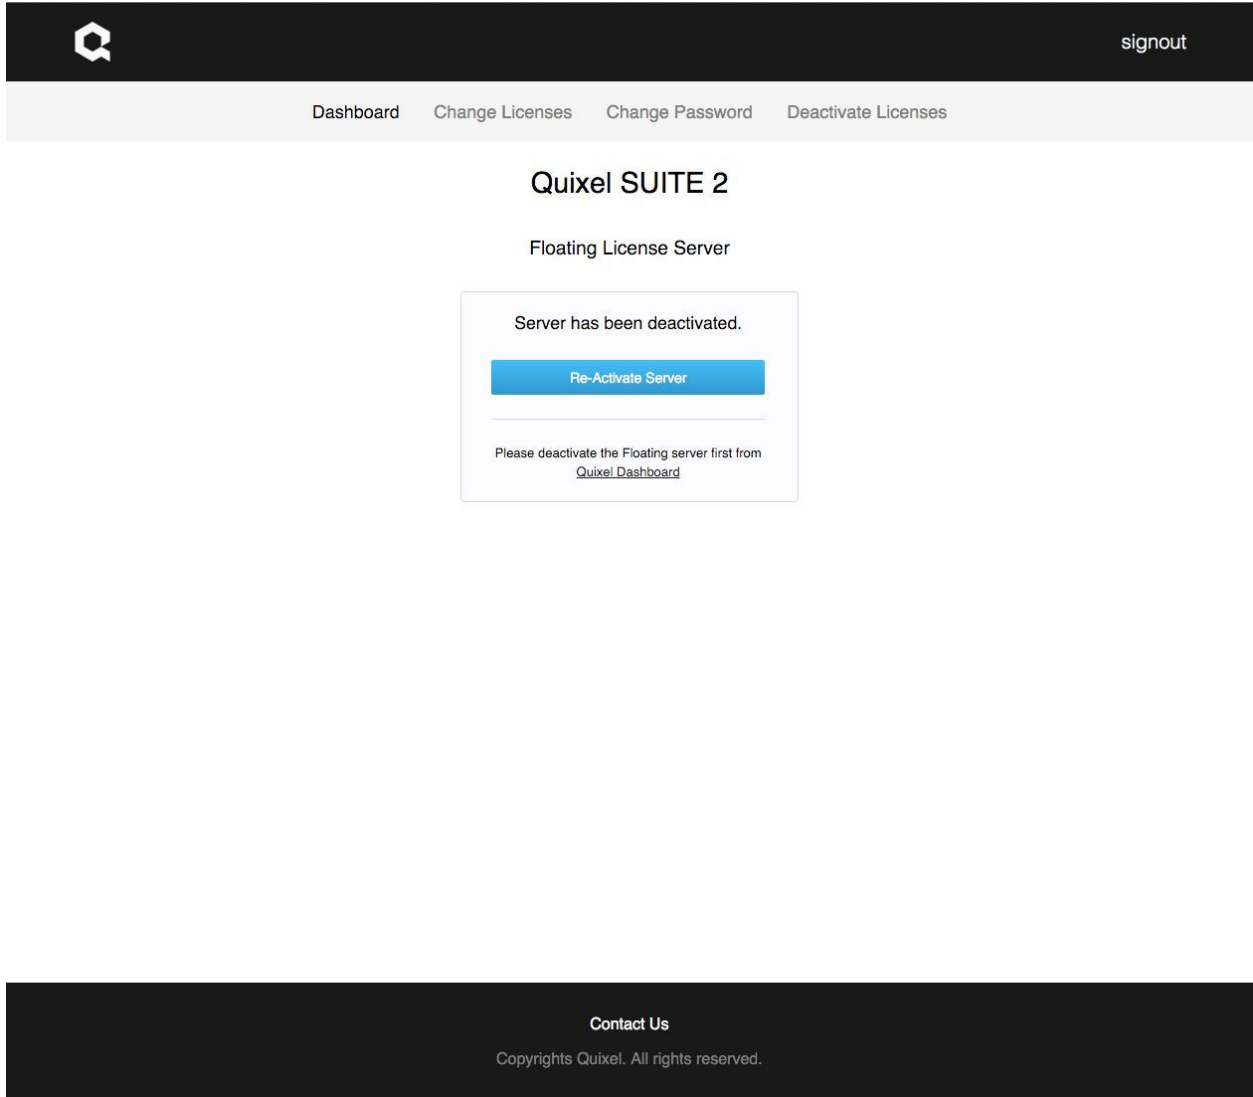 signout
Dashboard Change Licenses Change Password Deactivate Licenses
Quixel SUITE 2
Floating License Server
Server has been deactivated.
Re-Activate Server
Please deactivate the Floating server first from
Quixel Dashboard
Contact Us
Copyrights Quixel. All rights reserved.